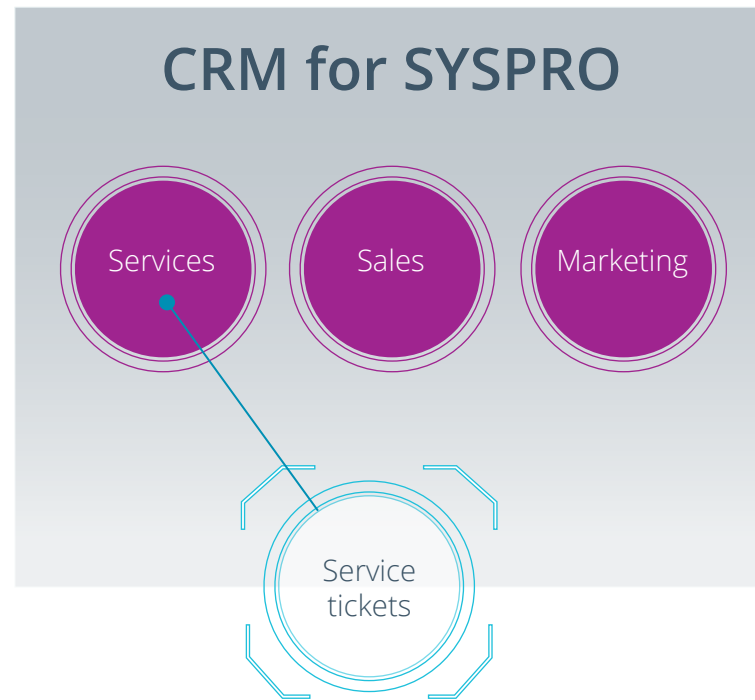 CRM for SYSPRO
Services
Sales
Marketing
Service
tickets